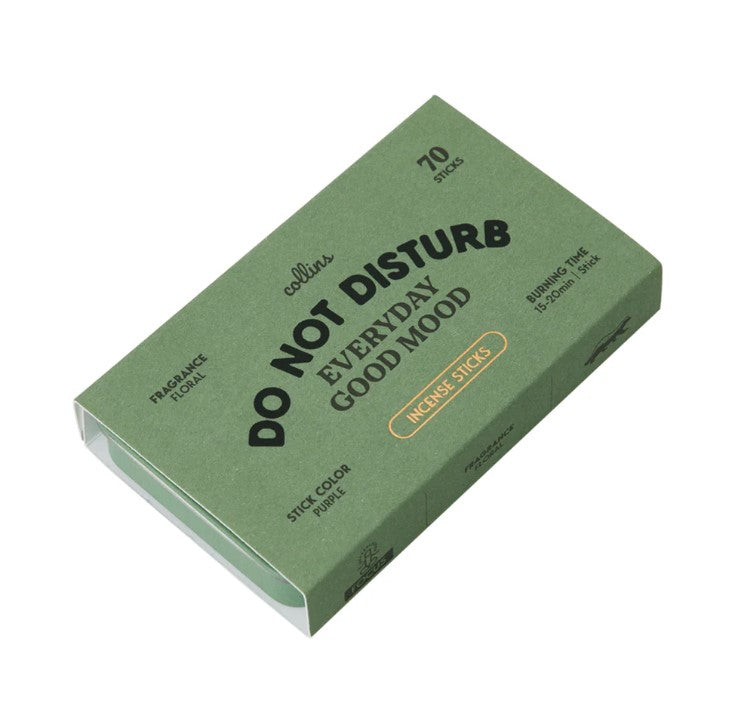 70
STICKS
collins
DO NOT DISTURB
EVERYDAY
GOOD MOOD
INCENSE STICKS
BURNING TIME
15-20min | Stick
FRAGRANCE
FLORAL
STICK COLOR
PURPLE
FRAGRANCE
FLORAL
FOCUS